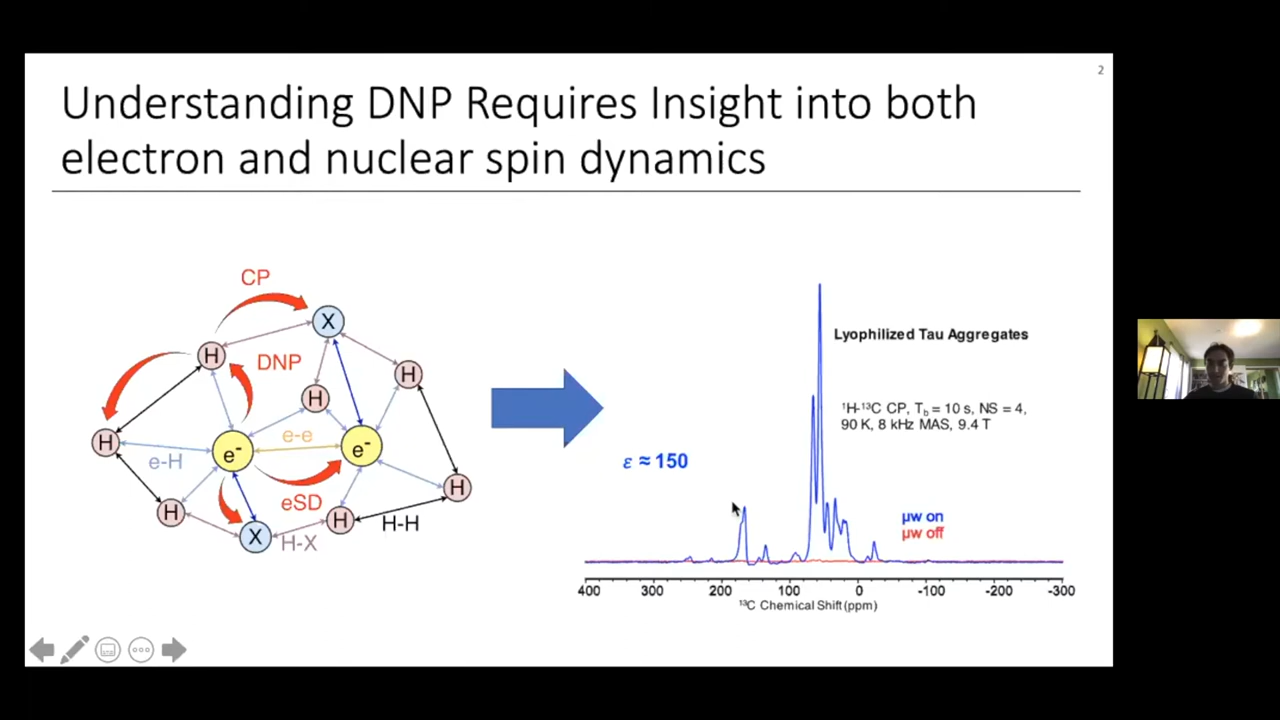 2
Understanding DNP Requires Insight into both
electron and nuclear spin dynamics
CP
X
H
DNP
H
H
H
e-e
e⁻
e⁻
e-H
eSD
H
H
H
H-H
X
H-X
ε ≈ 150
Lyophilized Tau Aggregates
¹H-¹³C CP, T_b = 10 s, NS = 4,
90 K, 8 kHz MAS, 9.4 T
μw on
μw off
400 300 200 100 0 -100 -200 -300
¹³C Chemical Shift (ppm)